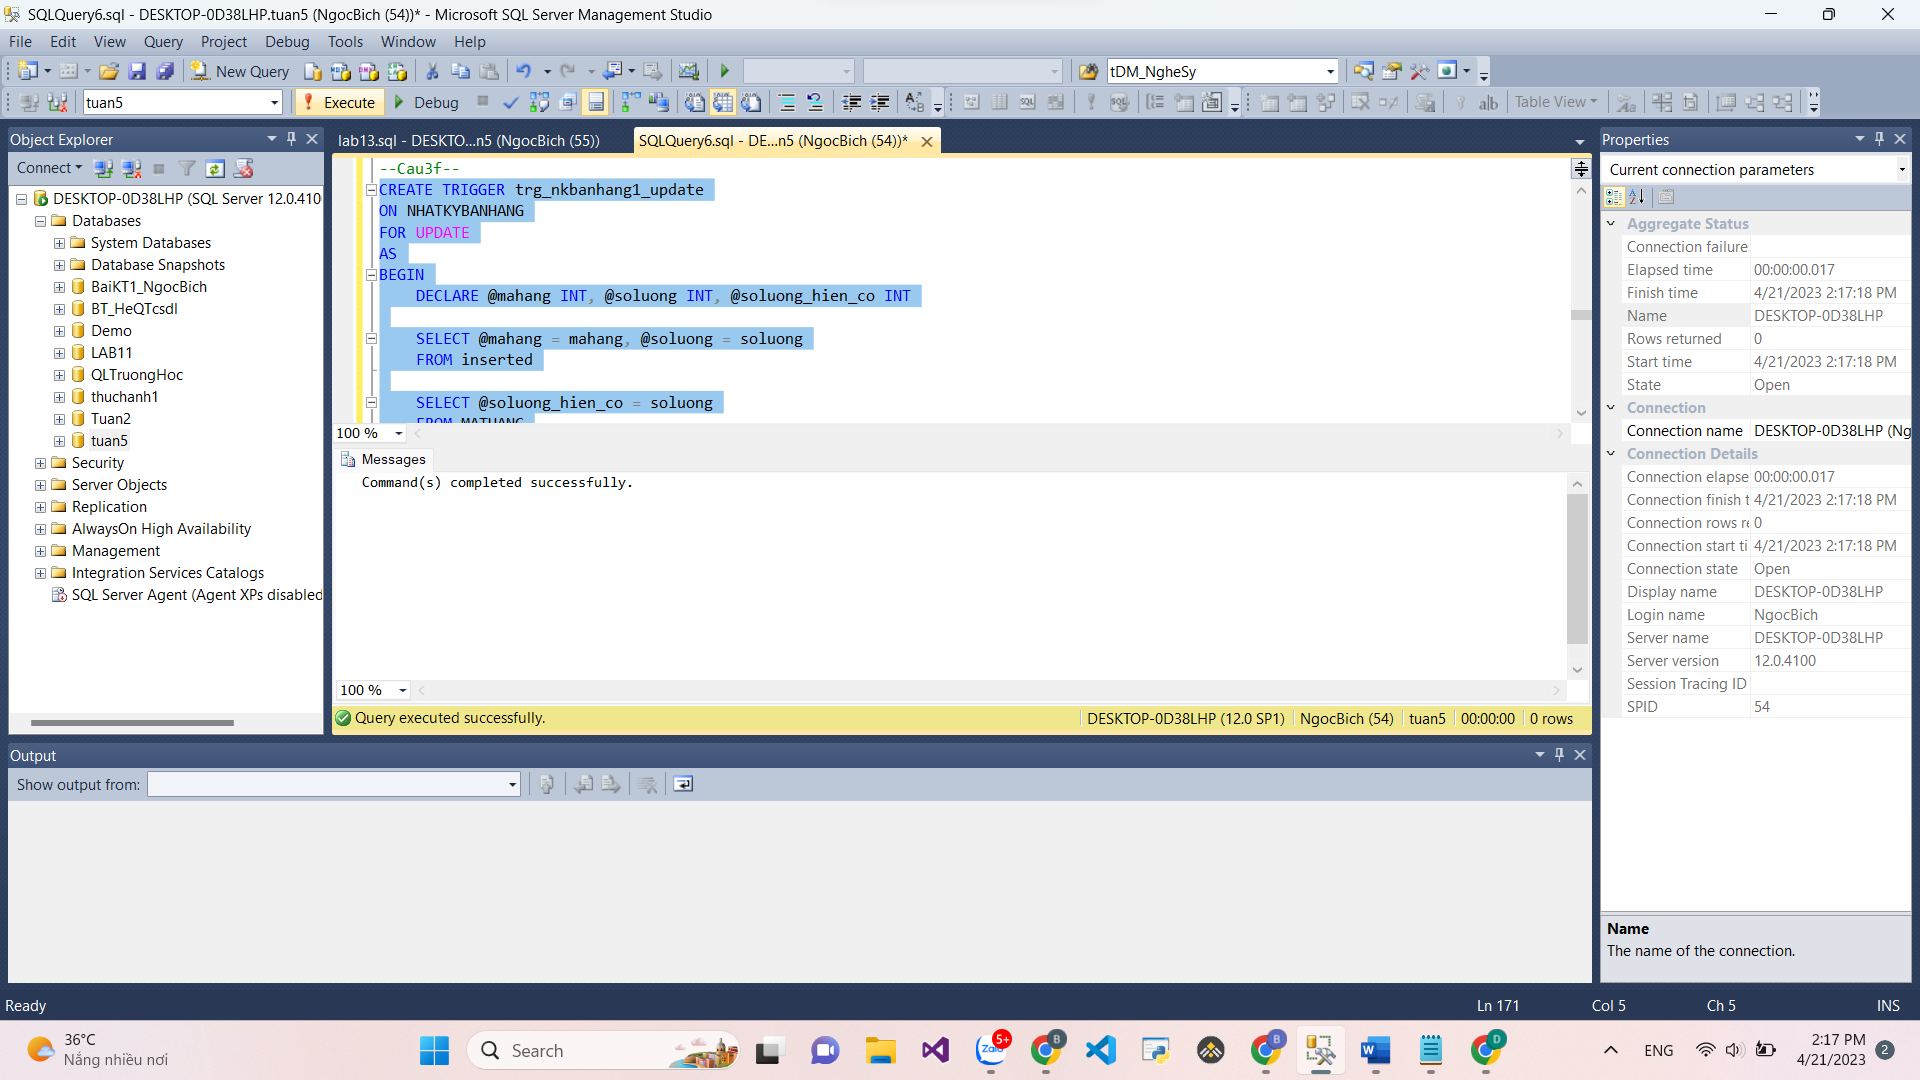 SQLQuery6.sql - DESKTOP-0D38LHP.tuan5 (NgocBich (54))* - Microsoft SQL Server Management Studio
File Edit View Query Project Debug Tools Window Help
New Query
tDM_NgheSy
tuan5
Execute
Debug
Table View
Object Explorer
Connect
DESKTOP-0D38LHP (SQL Server 12.0.410
Databases
System Databases
Database Snapshots
BaiKT1_NgocBich
BT_HeQTcsdl
Demo
LAB11
QLTruongHoc
thuchanh1
Tuan2
tuan5
Security
Server Objects
Replication
AlwaysOn High Availability
Management
Integration Services Catalogs
SQL Server Agent (Agent XPs disabled
lab13.sql - DESKTO...n5 (NgocBich (55))
SQLQuery6.sql - DE...n5 (NgocBich (54))*
--Cau3f--
CREATE TRIGGER trg_nkbanhang1_update
ON NHATKYBANHANG
FOR UPDATE
AS
BEGIN
DECLARE @mahang INT, @soluong INT, @soluong_hien_co INT
SELECT @mahang = mahang, @soluong = soluong
FROM inserted
SELECT @soluong_hien_co = soluong
FROM MATHANG
100 %
Messages
Command(s) completed successfully.
100 %
Query executed successfully.
DESKTOP-0D38LHP (12.0 SP1) NgocBich (54) tuan5 00:00:00 0 rows
Properties
Current connection parameters
Aggregate Status
Connection failure
Elapsed time 00:00:00.017
Finish time 4/21/2023 2:17:18 PM
Name DESKTOP-0D38LHP
Rows returned 0
Start time 4/21/2023 2:17:18 PM
State Open
Connection
Connection name DESKTOP-0D38LHP (Ng
Connection Details
Connection elapse 00:00:00.017
Connection finish t 4/21/2023 2:17:18 PM
Connection rows re 0
Connection start ti 4/21/2023 2:17:18 PM
Connection state Open
Display name DESKTOP-0D38LHP
Login name NgocBich
Server name DESKTOP-0D38LHP
Server version 12.0.4100
Session Tracing ID
SPID 54
Name
The name of the connection.
Output
Show output from:
Ready
Ln 171 Col 5 Ch 5 INS
36°C
Nắng nhiều nơi
Search
Zalo
5+
B
B
D
ENG
2:17 PM
4/21/2023
2